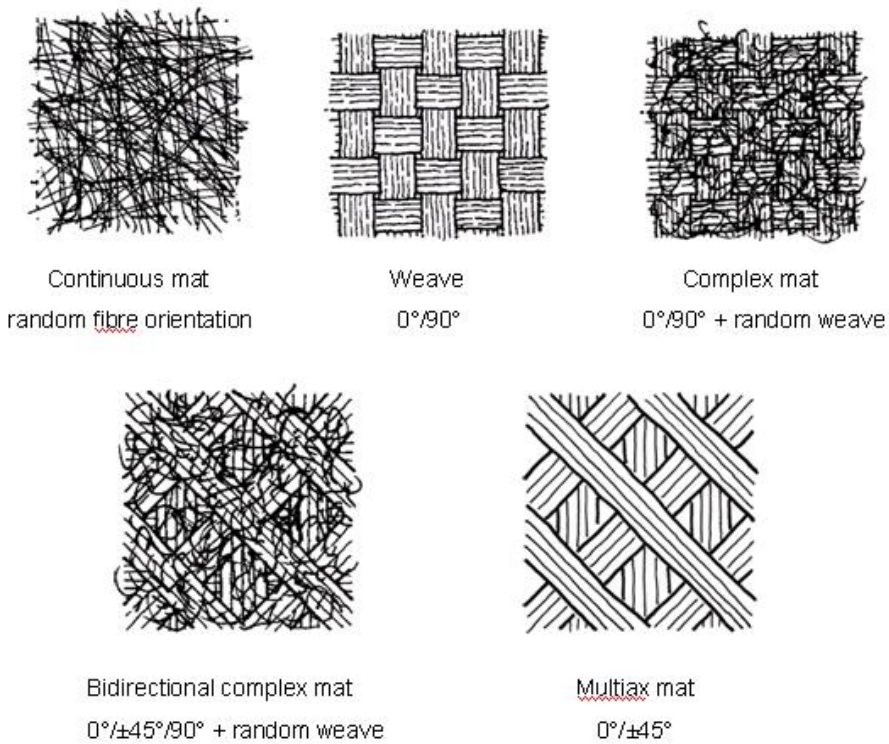 Continuous mat
random fibre orientation
Weave
0°/90°
Complex mat
0°/90° + random weave
Bidirectional complex mat
0°/±45°/90° + random weave
Multiax mat
0°/±45°